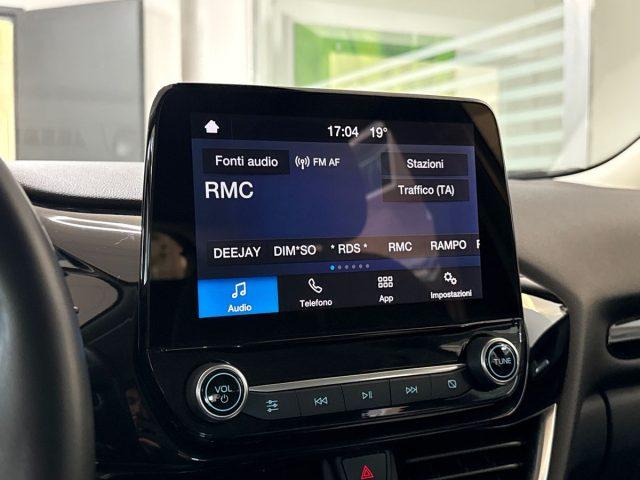 17:04 19°
Fonti audio FM AF Stazioni
RMC Traffico (TA)
DEEJAY DIM*SO * RDS * RMC RAMPO
Audio Telefono App Impostazioni
VOL TUNE